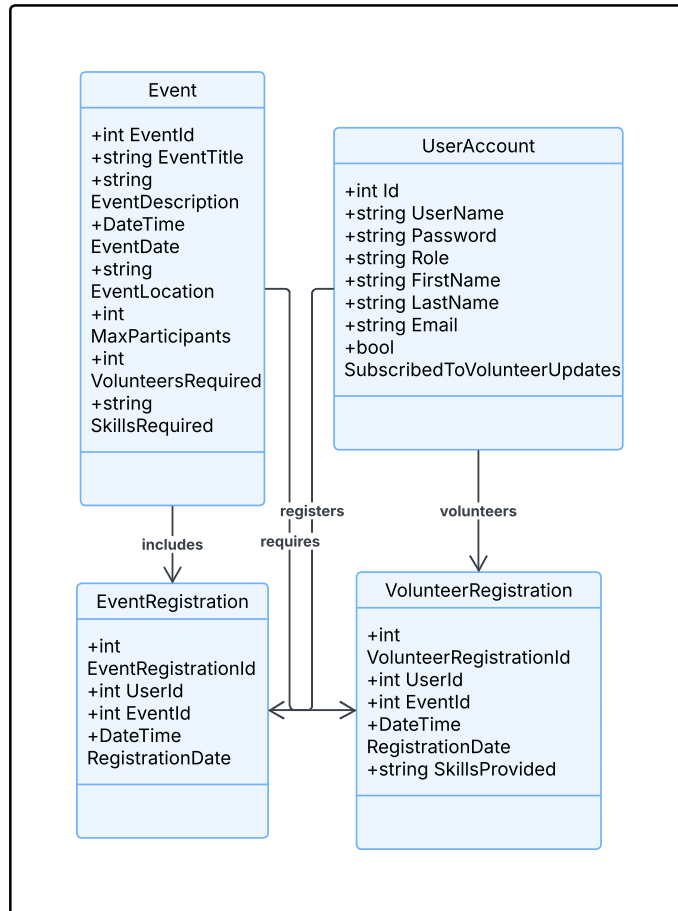 Event
+int EventId
+string EventTitle
+string
EventDescription
+DateTime
EventDate
+string
EventLocation
+int
MaxParticipants
+int
VolunteersRequired
+string
SkillsRequired
UserAccount
+int Id
+string UserName
+string Password
+string Role
+string FirstName
+string LastName
+string Email
+bool
SubscribedToVolunteerUpdates
registers
volunteers
includes
requires
EventRegistration
+int
EventRegistrationId
+int UserId
+int EventId
+DateTime
RegistrationDate
VolunteerRegistration
+int
VolunteerRegistrationId
+int UserId
+int EventId
+DateTime
RegistrationDate
+string SkillsProvided